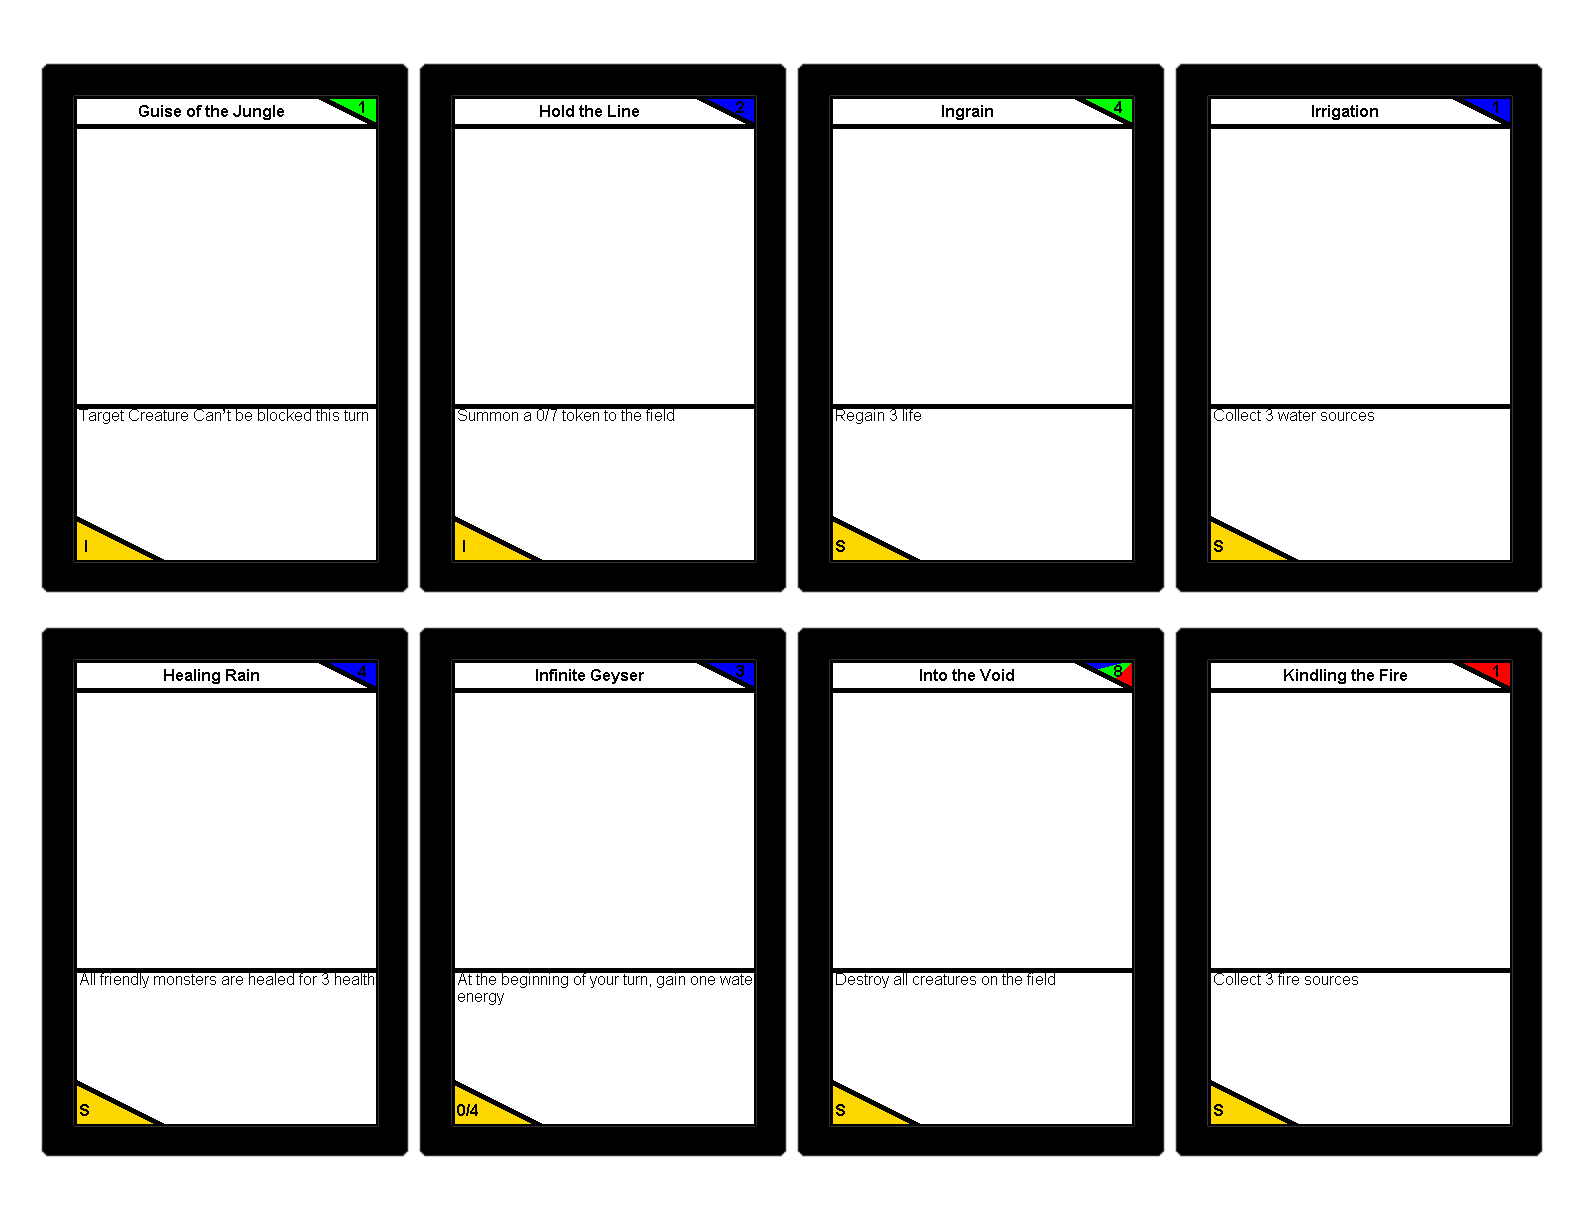 Guise of the Jungle 1
Target Creature Can't be blocked this turn
I
Hold the Line 2
Summon a 0/7 token to the field
I
Ingrain 4
Regain 3 life
S
Irrigation 1
Collect 3 water sources
S
Healing Rain 4
All friendly monsters are healed for 3 health
S
Infinite Geyser 3
At the beginning of your turn, gain one wate
energy
0/4
Into the Void 8
Destroy all creatures on the field
S
Kindling the Fire 1
Collect 3 fire sources
S